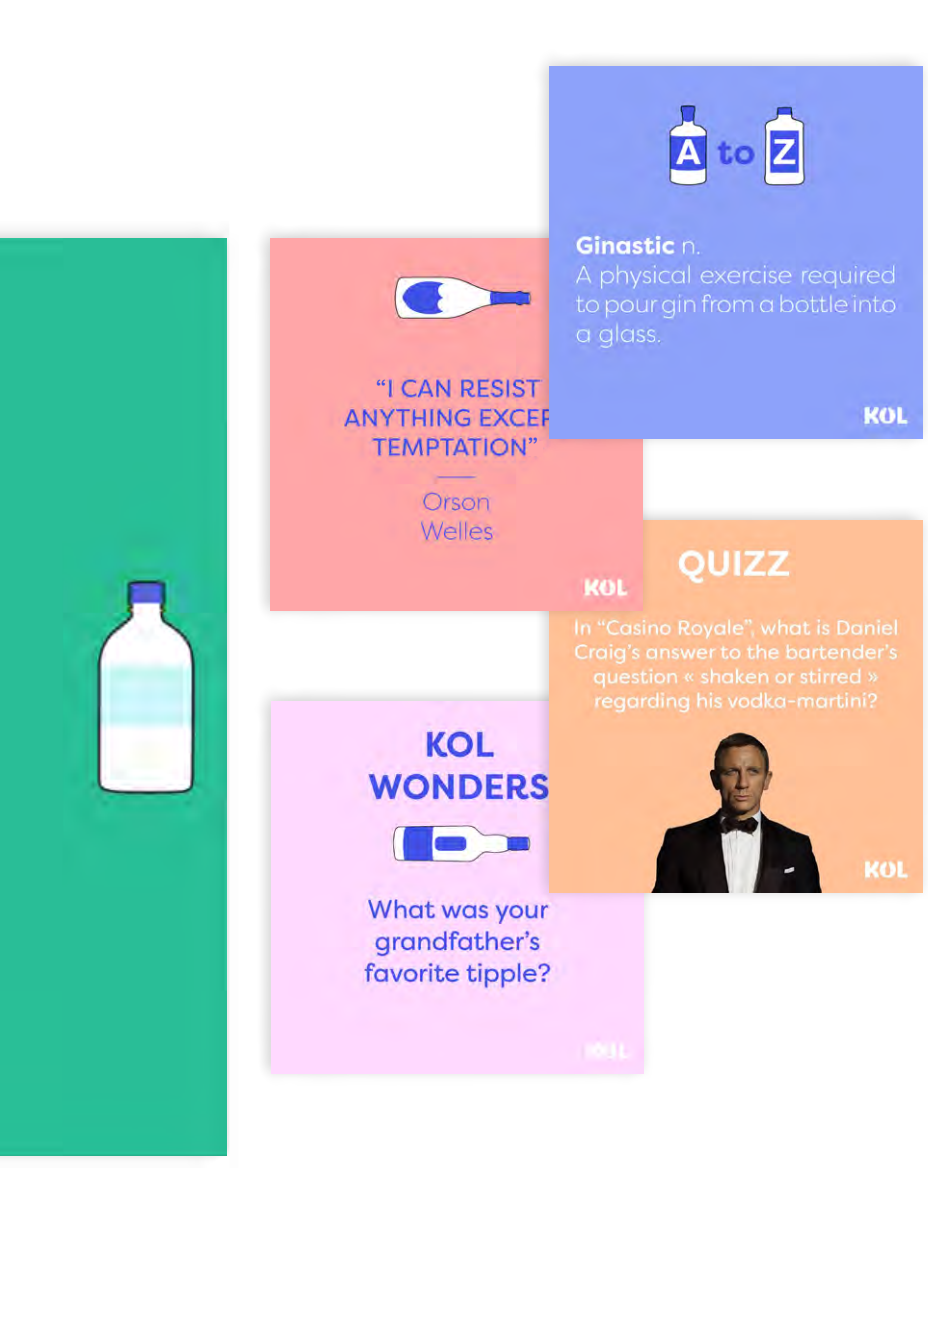 A to Z
Ginastic n.
A physical exercise required
to pour gin from a bottle into
a glass.
KOL
“I CAN RESIST
ANYTHING EXCEP
TEMPTATION”
Orson
Welles
KOL
QUIZZ
In “Casino Royale”, what is Daniel
Craig’s answer to the bartender’s
question « shaken or stirred »
regarding his vodka-martini?
KOL
KOL
WONDERS
What was your
grandfather’s
favorite tipple?
KOL